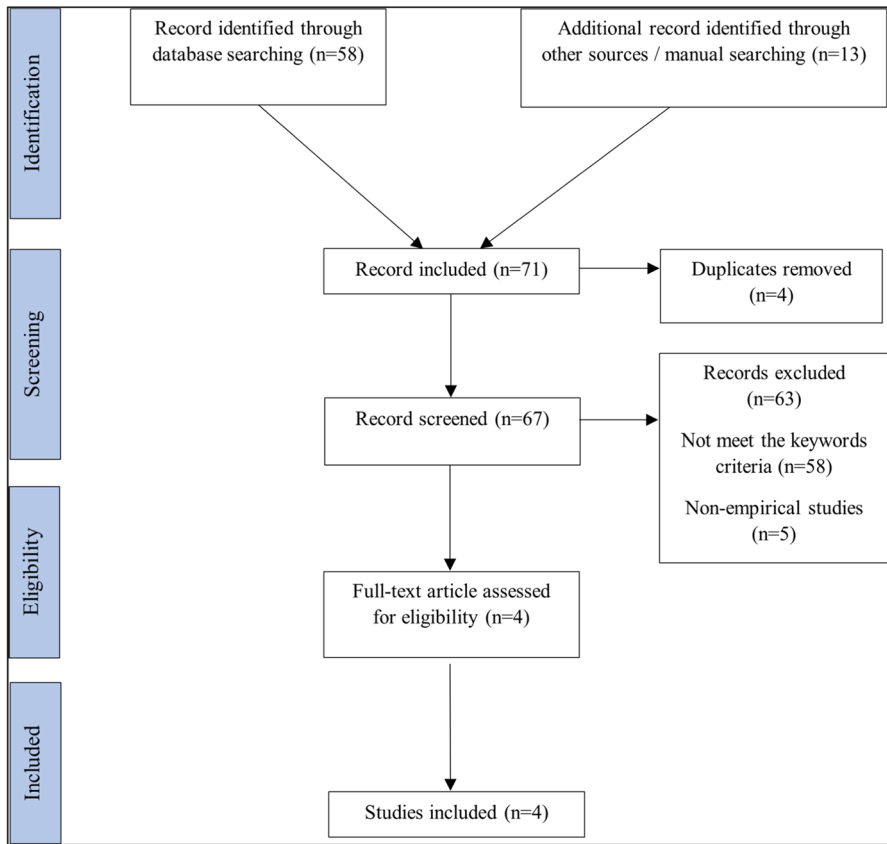 Identification
Record identified through
database searching (n=58)
Additional record identified through
other sources / manual searching (n=13)
Screening
Record included (n=71)
Duplicates removed
(n=4)
Record screened (n=67)
Records excluded
(n=63)
Not meet the keywords
criteria (n=58)
Non-empirical studies
(n=5)
Eligibility
Full-text article assessed
for eligibility (n=4)
Included
Studies included (n=4)